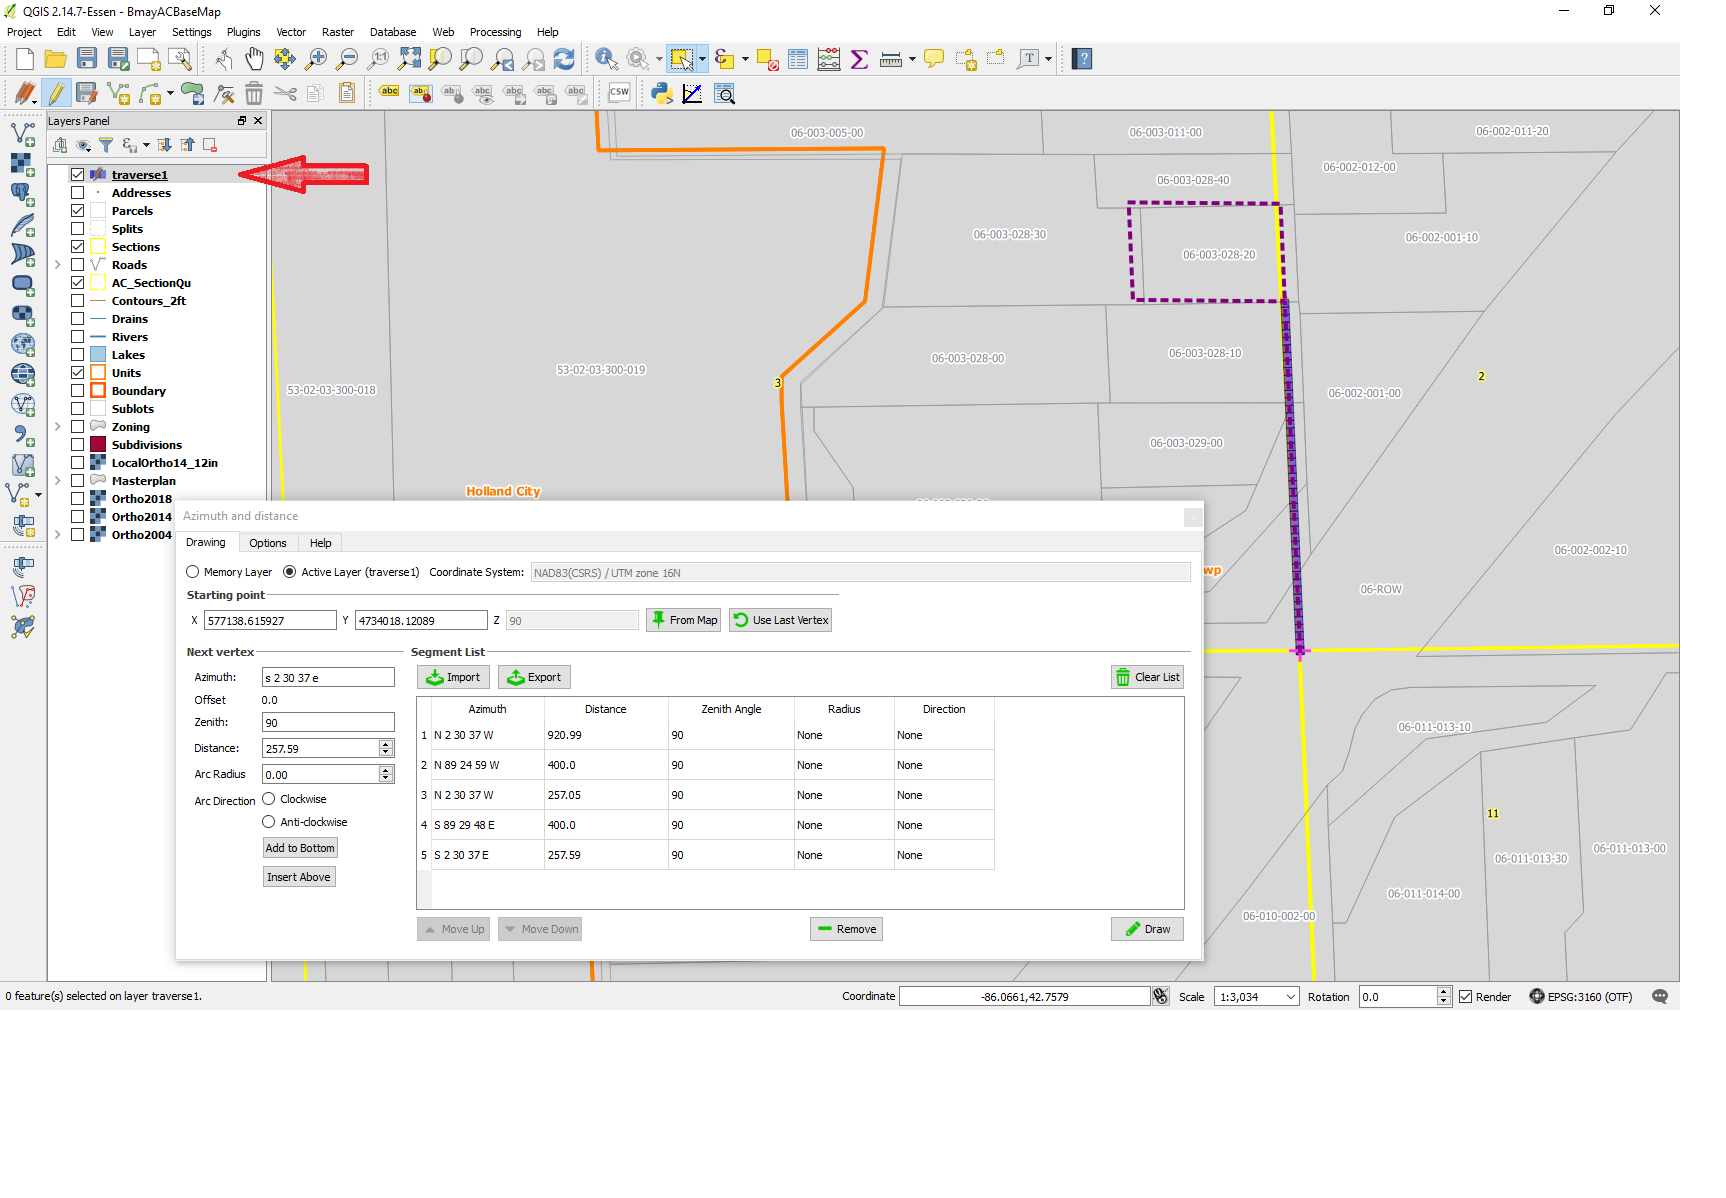 QGIS 2.14.7-Essen - BmayACBaseMap
Project Edit View Layer Settings Plugins Vector Raster Database Web Processing Help
CSW
Layers Panel
traverse1
Addresses
Parcels
Splits
Sections
Roads
AC_SectionQu
Contours_2ft
Drains
Rivers
Lakes
Units
Boundary
Sublots
Zoning
Subdivisions
LocalOrtho14_12in
Masterplan
Ortho2018
Ortho2014
Ortho2004
06-003-005-00
06-003-011-00
06-002-011-20
06-003-028-40
06-002-012-00
06-003-028-30
06-003-028-20
06-002-001-10
53-02-03-300-018
53-02-03-300-019
3
06-003-028-00
06-003-028-10
06-002-001-00
2
06-003-029-00
Holland City
wp
06-002-002-10
06-ROW
06-011-013-10
11
06-011-013-30
06-011-013-00
06-011-014-00
06-010-002-00
Azimuth and distance
Drawing Options Help
Memory Layer Active Layer (traverse1) Coordinate System: NAD83(CSRS) / UTM zone 16N
Starting point
X 577138.615927 Y 4734018.12089 Z 90 From Map Use Last Vertex
Next vertex
Azimuth: s 2 30 37 e
Offset 0.0
Zenith: 90
Distance: 257.59
Arc Radius 0.00
Arc Direction Clockwise
Anti-clockwise
Add to Bottom
Insert Above
Segment List
Import Export Clear List
Azimuth Distance Zenith Angle Radius Direction
1 N 2 30 37 W 920.99 90 None None
2 N 89 24 59 W 400.0 90 None None
3 N 2 30 37 W 257.05 90 None None
4 S 89 29 48 E 400.0 90 None None
5 S 2 30 37 E 257.59 90 None None
Move Up Move Down Remove Draw
0 feature(s) selected on layer traverse1. Coordinate -86.0661,42.7579 Scale 1:3,034 Rotation 0.0 Render EPSG:3160 (OTF)